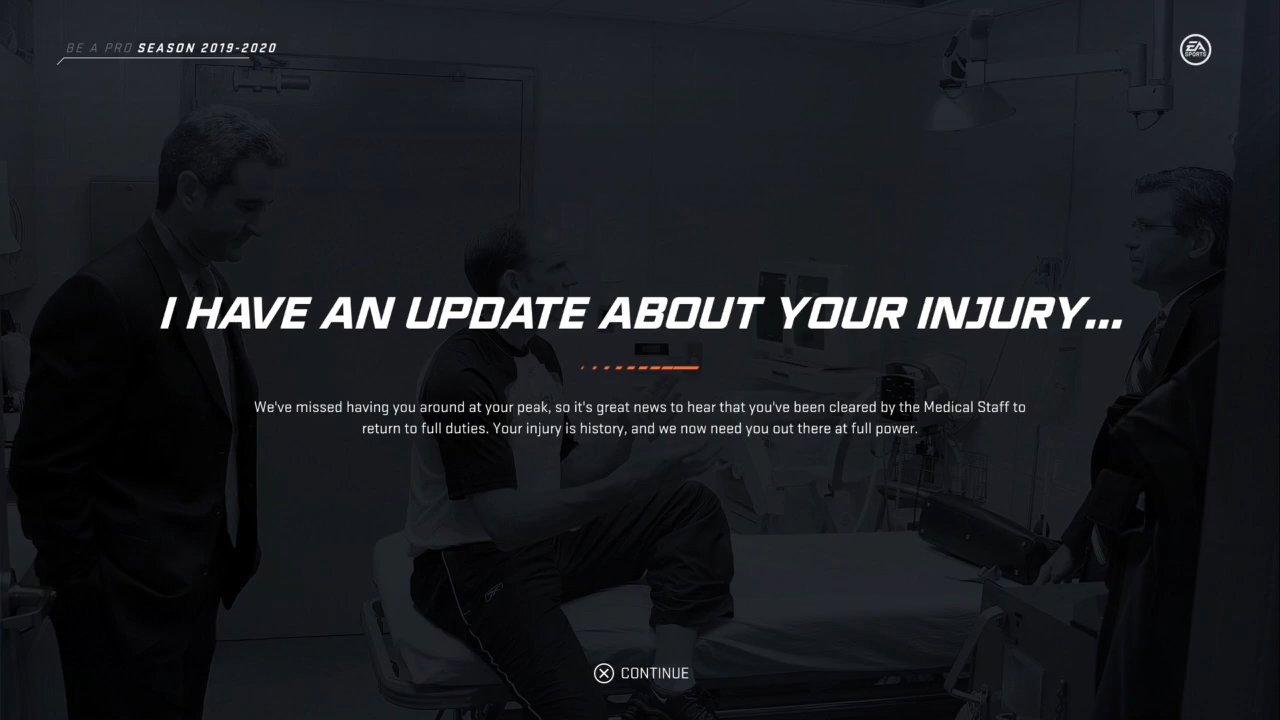 BE A PRO SEASON 2019-2020
EA
SPORTS
I HAVE AN UPDATE ABOUT YOUR INJURY...
We've missed having you around at your peak, so it's great news to hear that you've been cleared by the Medical Staff to
return to full duties. Your injury is history, and we now need you out there at full power.
CONTINUE